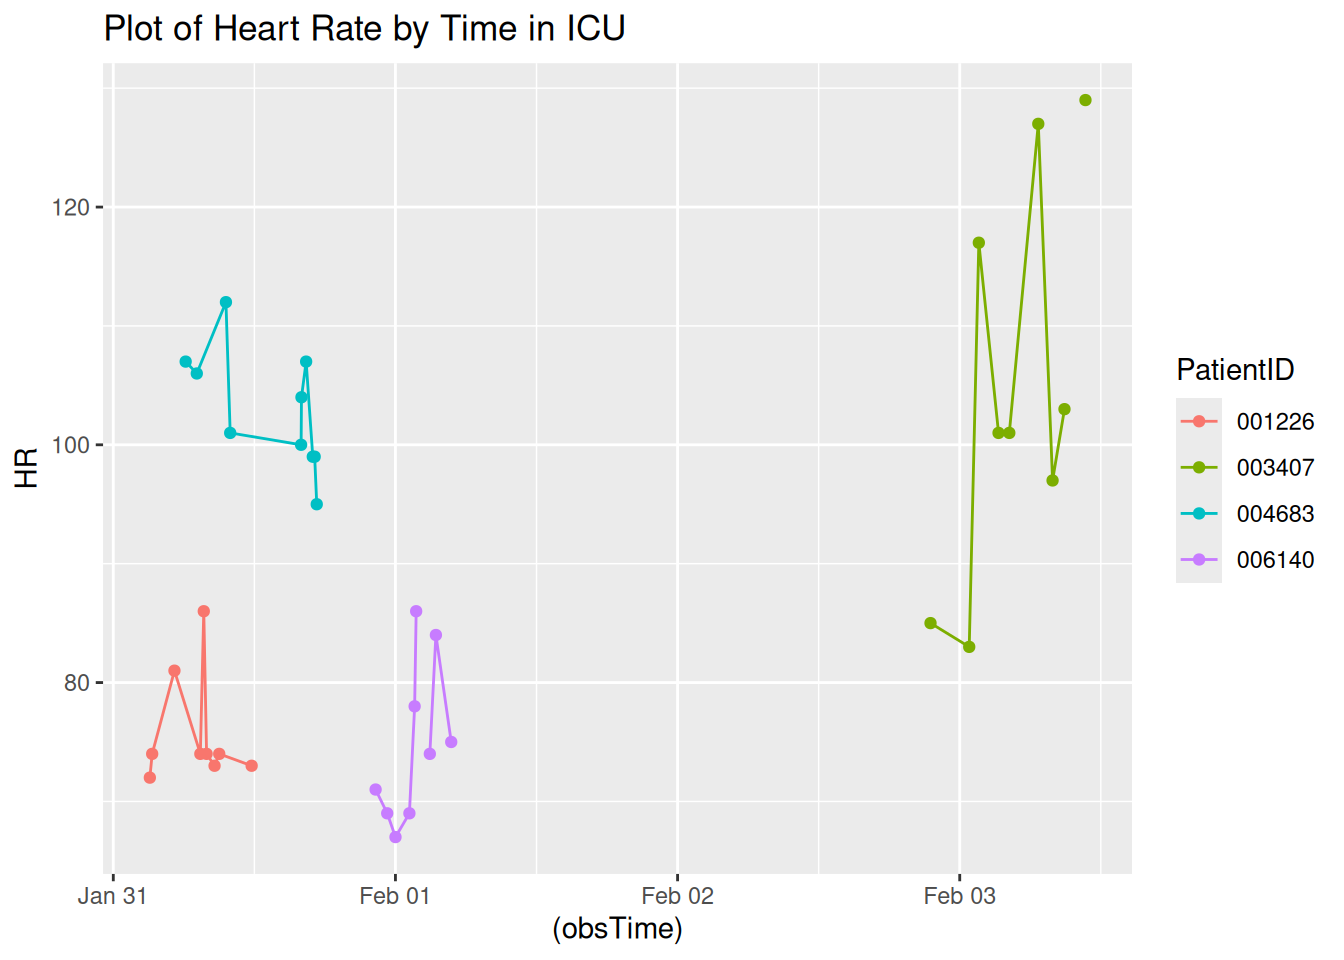 Plot of Heart Rate by Time in ICU
120
100
80
HR
Jan 31
Feb 01
Feb 02
Feb 03
(obsTime)
PatientID
001226
003407
004683
006140